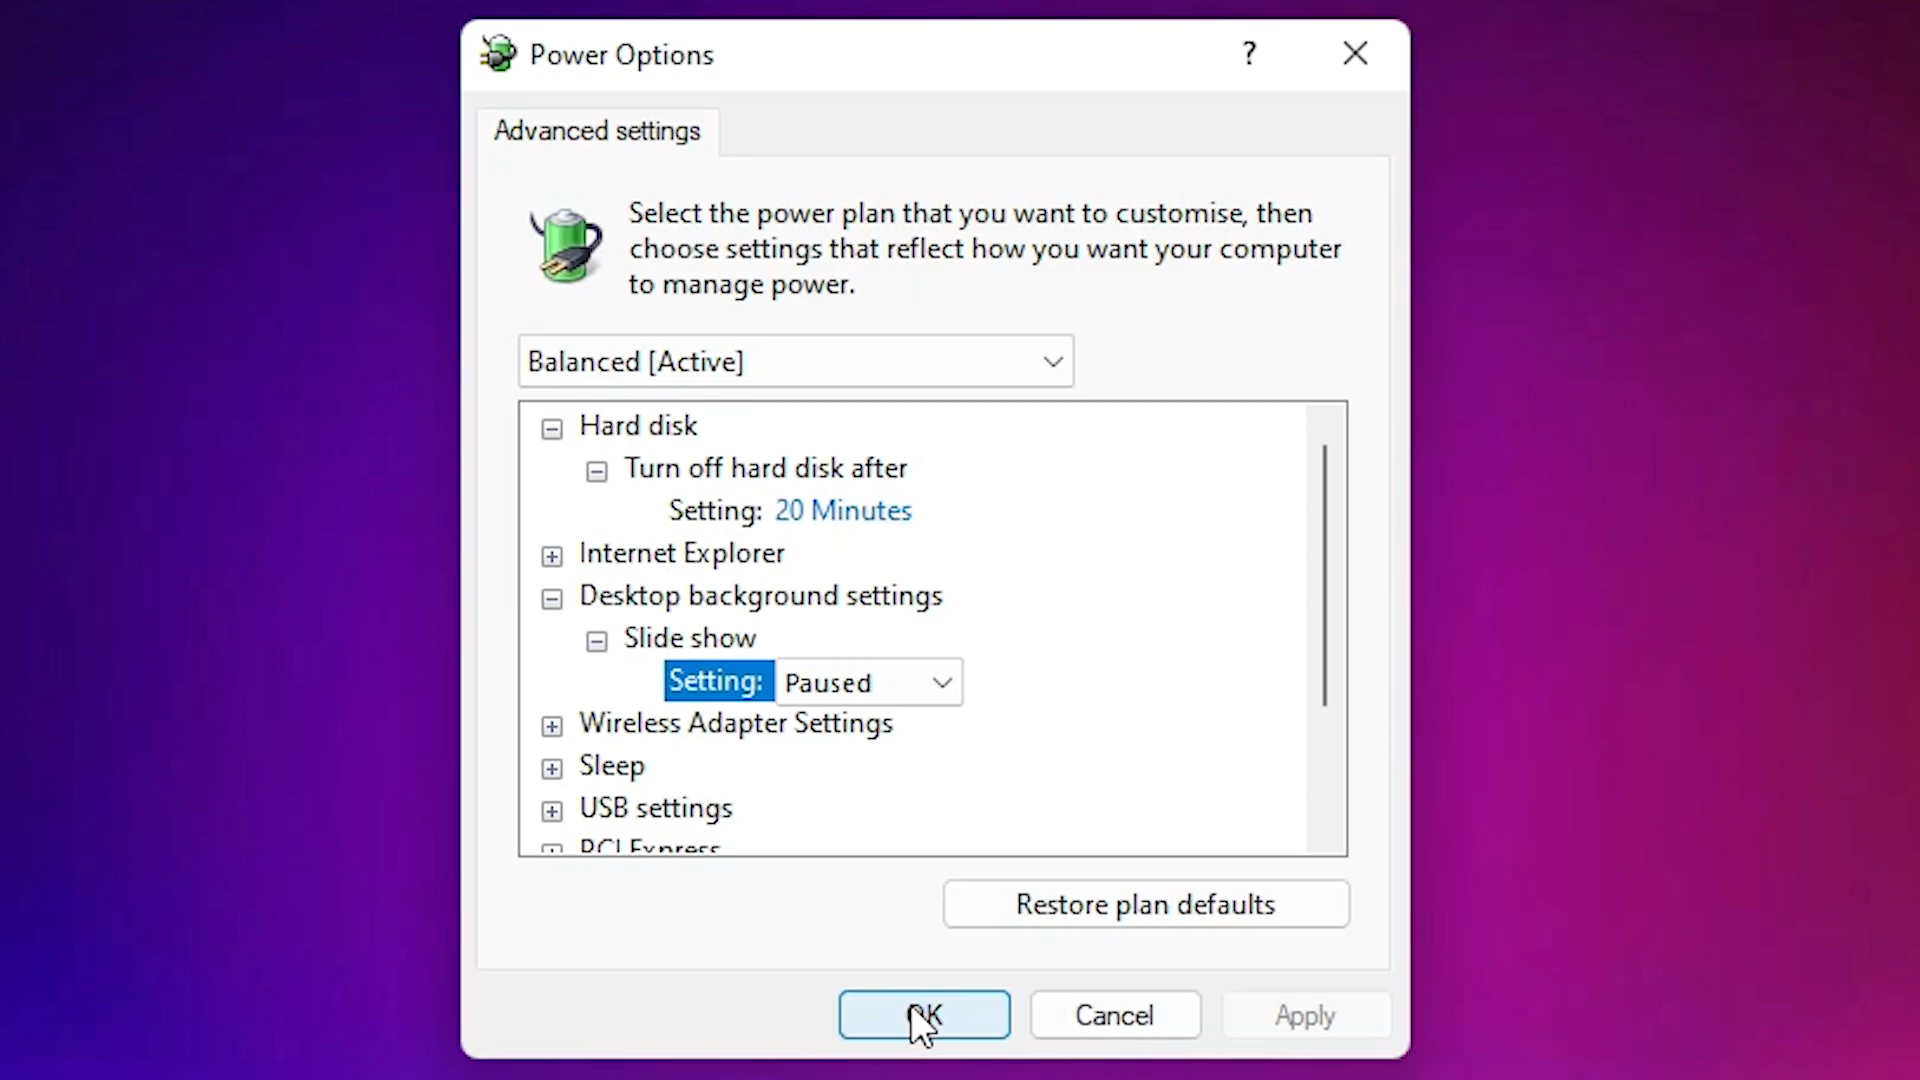 Power Options
?
Advanced settings
Select the power plan that you want to customise, then
choose settings that reflect how you want your computer
to manage power.
Balanced [Active]
Hard disk
Turn off hard disk after
Setting: 20 Minutes
Internet Explorer
Desktop background settings
Slide show
Setting: Paused
Wireless Adapter Settings
Sleep
USB settings
PCI Express
Restore plan defaults
OK Cancel Apply